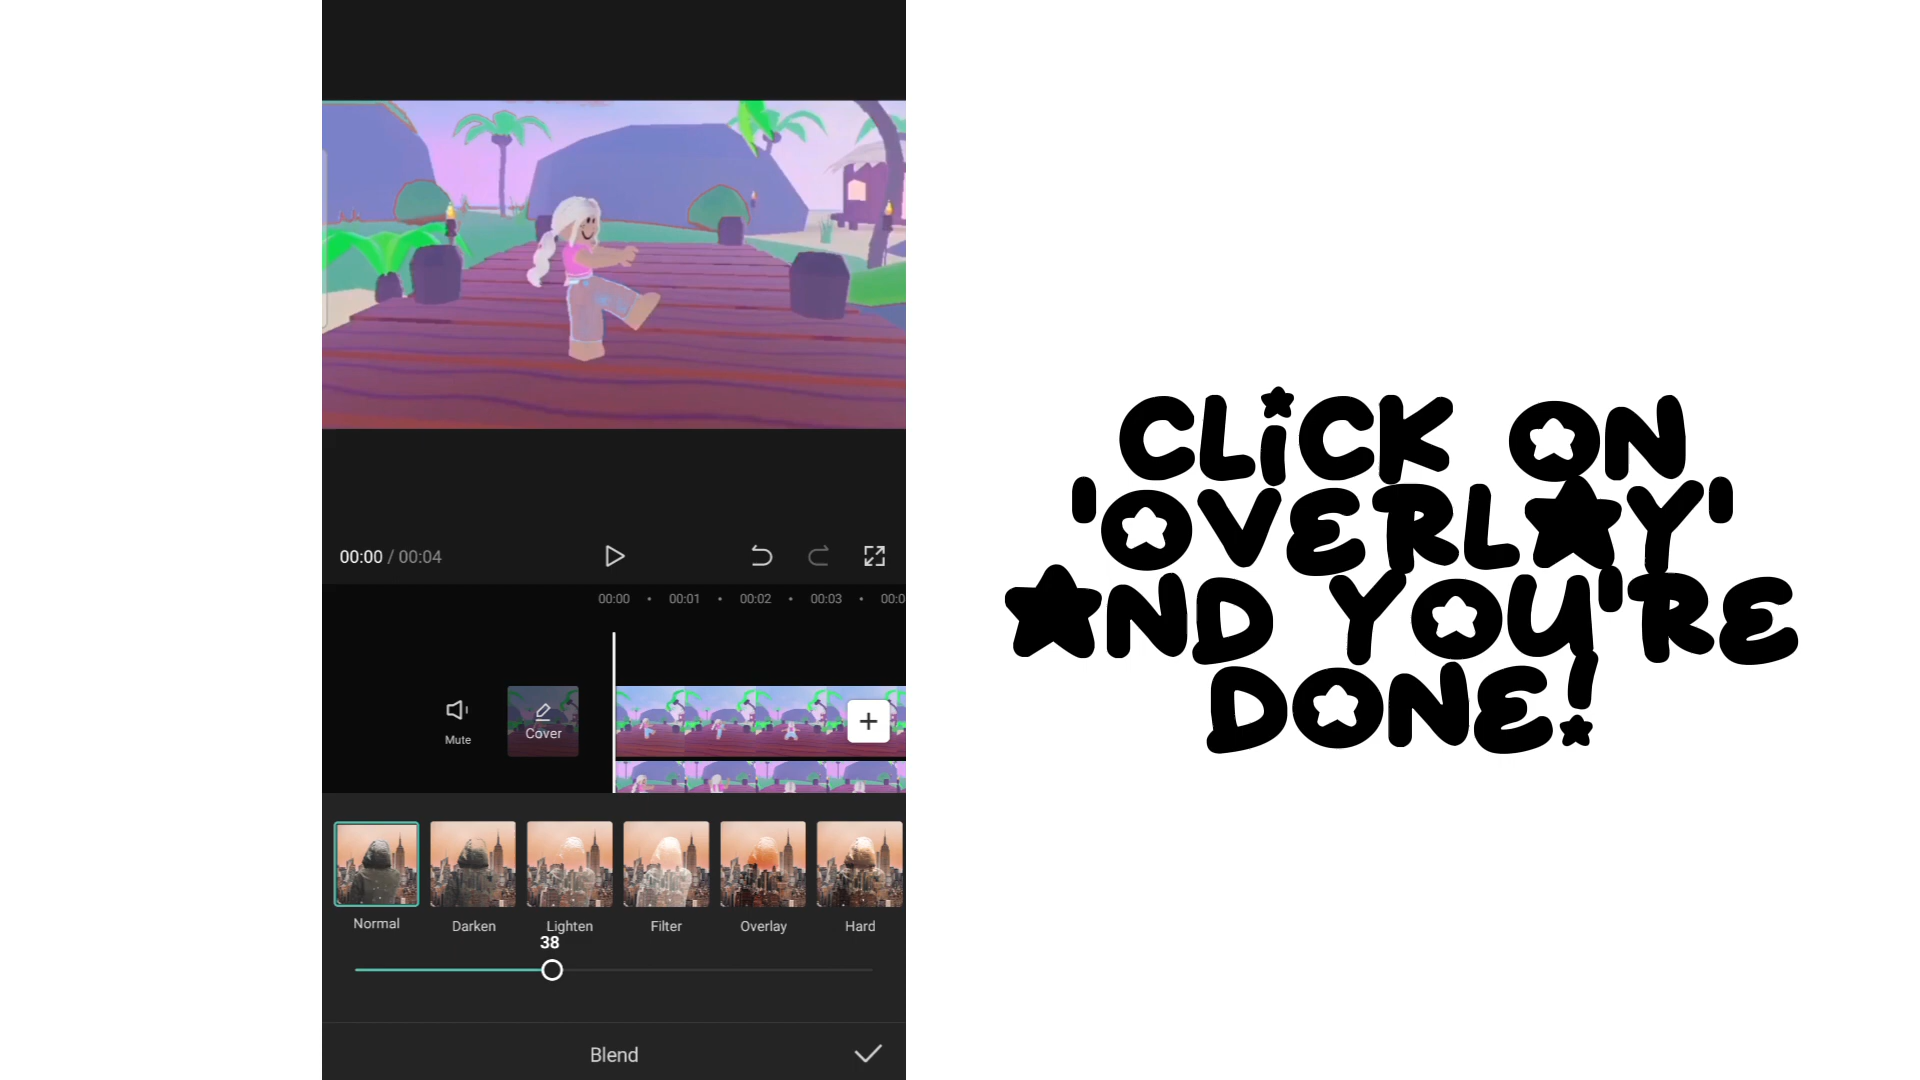 00:00 / 00:04
00:00 • 00:01 • 00:02 • 00:03 • 00:0
Mute
Cover
Normal Darken Lighten Filter Overlay Hard
38
Blend
CLiCK ON
'OVERLAY'
AND YOU'RE
DONE!